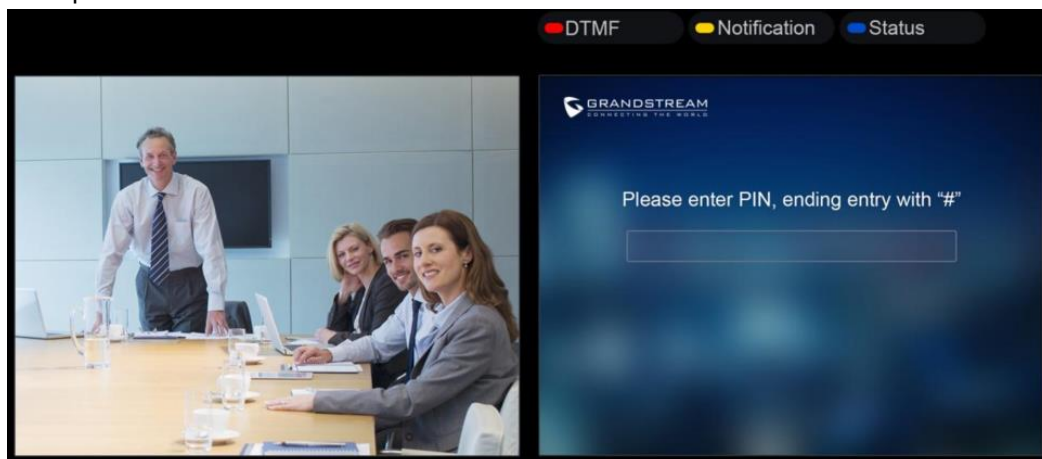 DTMF
Notification
Status
GRANDSTREAM
CONNECTING THE WORLD
Please enter PIN, ending entry with “#”